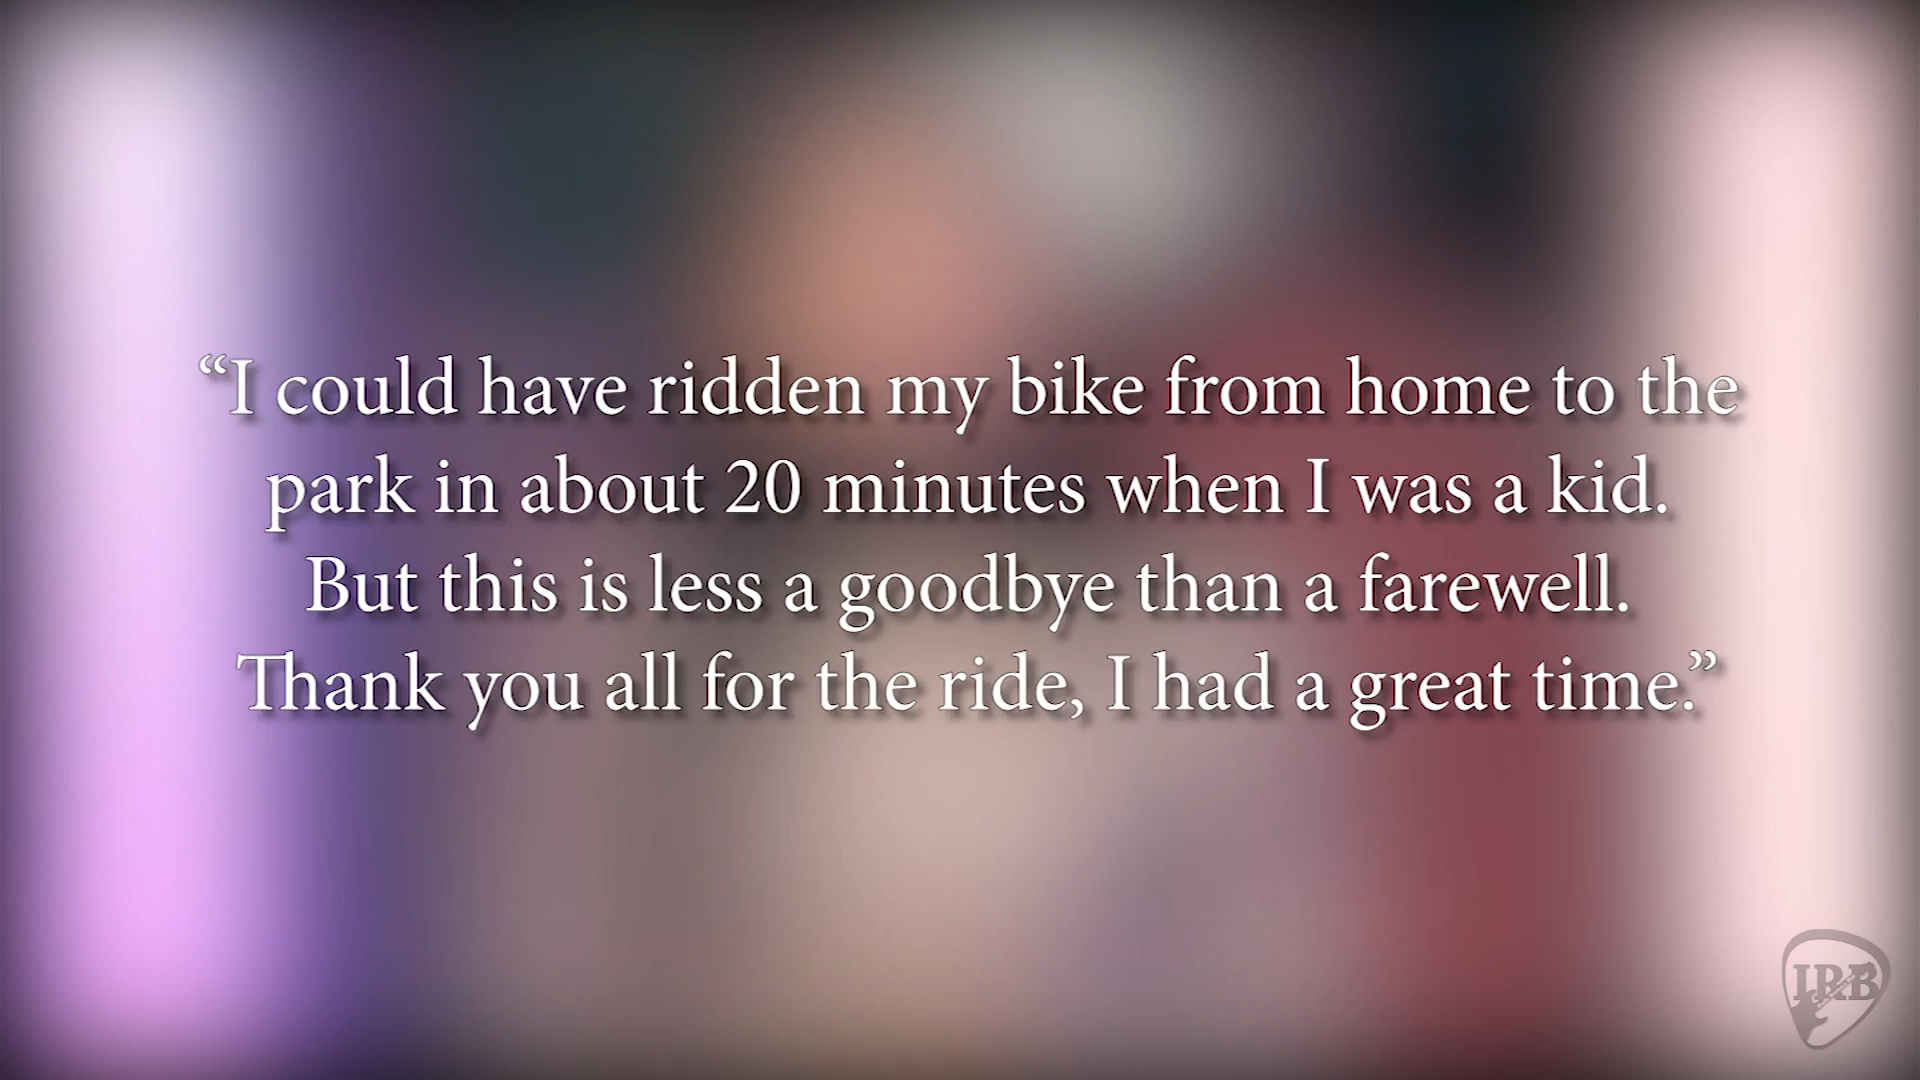 “I could have ridden my bike from home to the
park in about 20 minutes when I was a kid.
But this is less a goodbye than a farewell.
Thank you all for the ride, I had a great time.”
IRB